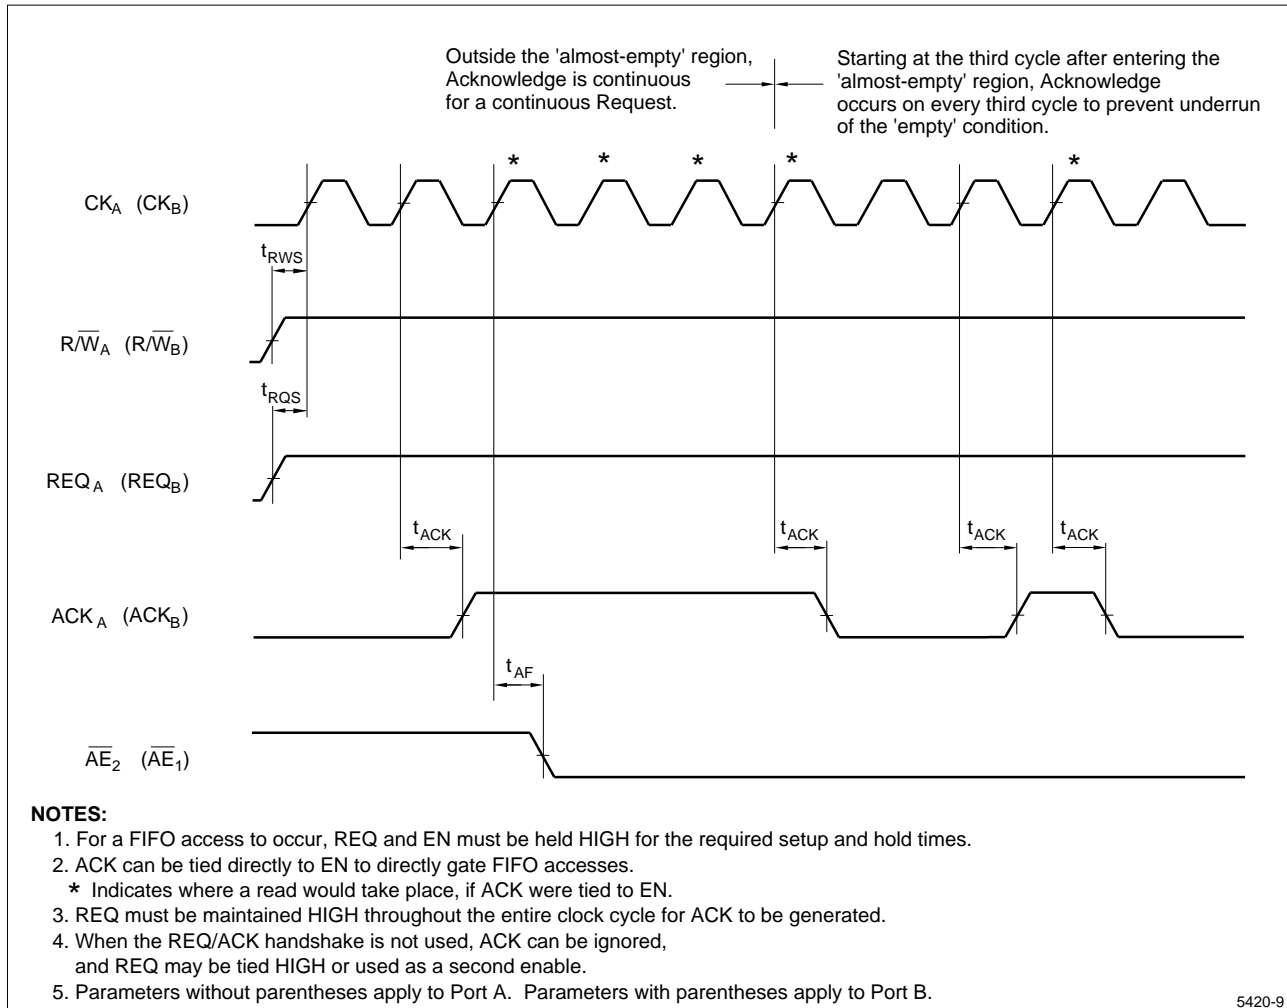 Outside the 'almost-empty' region,
Acknowledge is continuous
for a continuous Request.
Starting at the third cycle after entering the
'almost-empty' region, Acknowledge
occurs on every third cycle to prevent underrun
of the 'empty' condition.
* * * * *
CKA (CKB)
tRWS
R/W̅A (R/W̅B)
tRQS
REQA (REQB)
tACK tACK tACK tACK
ACKA (ACKB)
tAF
A̅E̅2 (A̅E̅1)
NOTES:
1. For a FIFO access to occur, REQ and EN must be held HIGH for the required setup and hold times.
2. ACK can be tied directly to EN to directly gate FIFO accesses.
* Indicates where a read would take place, if ACK were tied to EN.
3. REQ must be maintained HIGH throughout the entire clock cycle for ACK to be generated.
4. When the REQ/ACK handshake is not used, ACK can be ignored,
and REQ may be tied HIGH or used as a second enable.
5. Parameters without parentheses apply to Port A. Parameters with parentheses apply to Port B.
5420-9